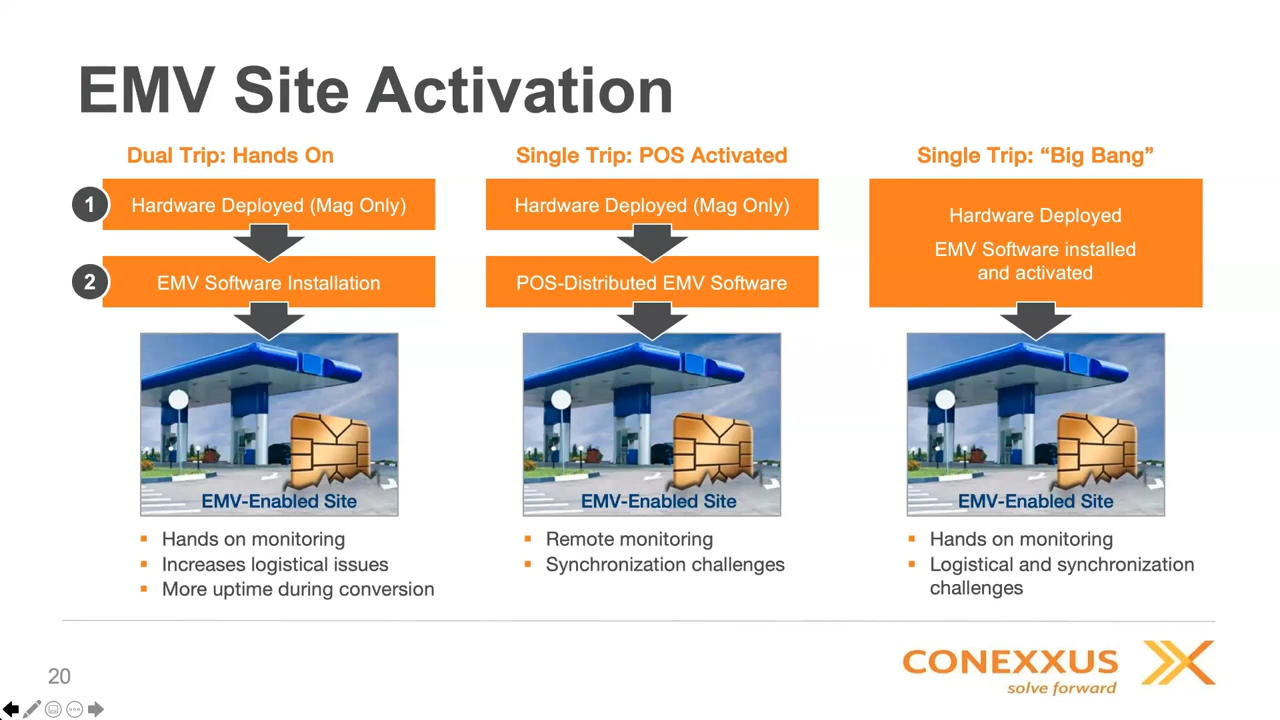 EMV Site Activation
Dual Trip: Hands On
1
Hardware Deployed (Mag Only)
2
EMV Software Installation
EMV-Enabled Site
Hands on monitoring
Increases logistical issues
More uptime during conversion
Single Trip: POS Activated
Hardware Deployed (Mag Only)
POS-Distributed EMV Software
EMV-Enabled Site
Remote monitoring
Synchronization challenges
Single Trip: “Big Bang”
Hardware Deployed
EMV Software installed
and activated
EMV-Enabled Site
Hands on monitoring
Logistical and synchronization
challenges
20
CONEXXUS
solve forward